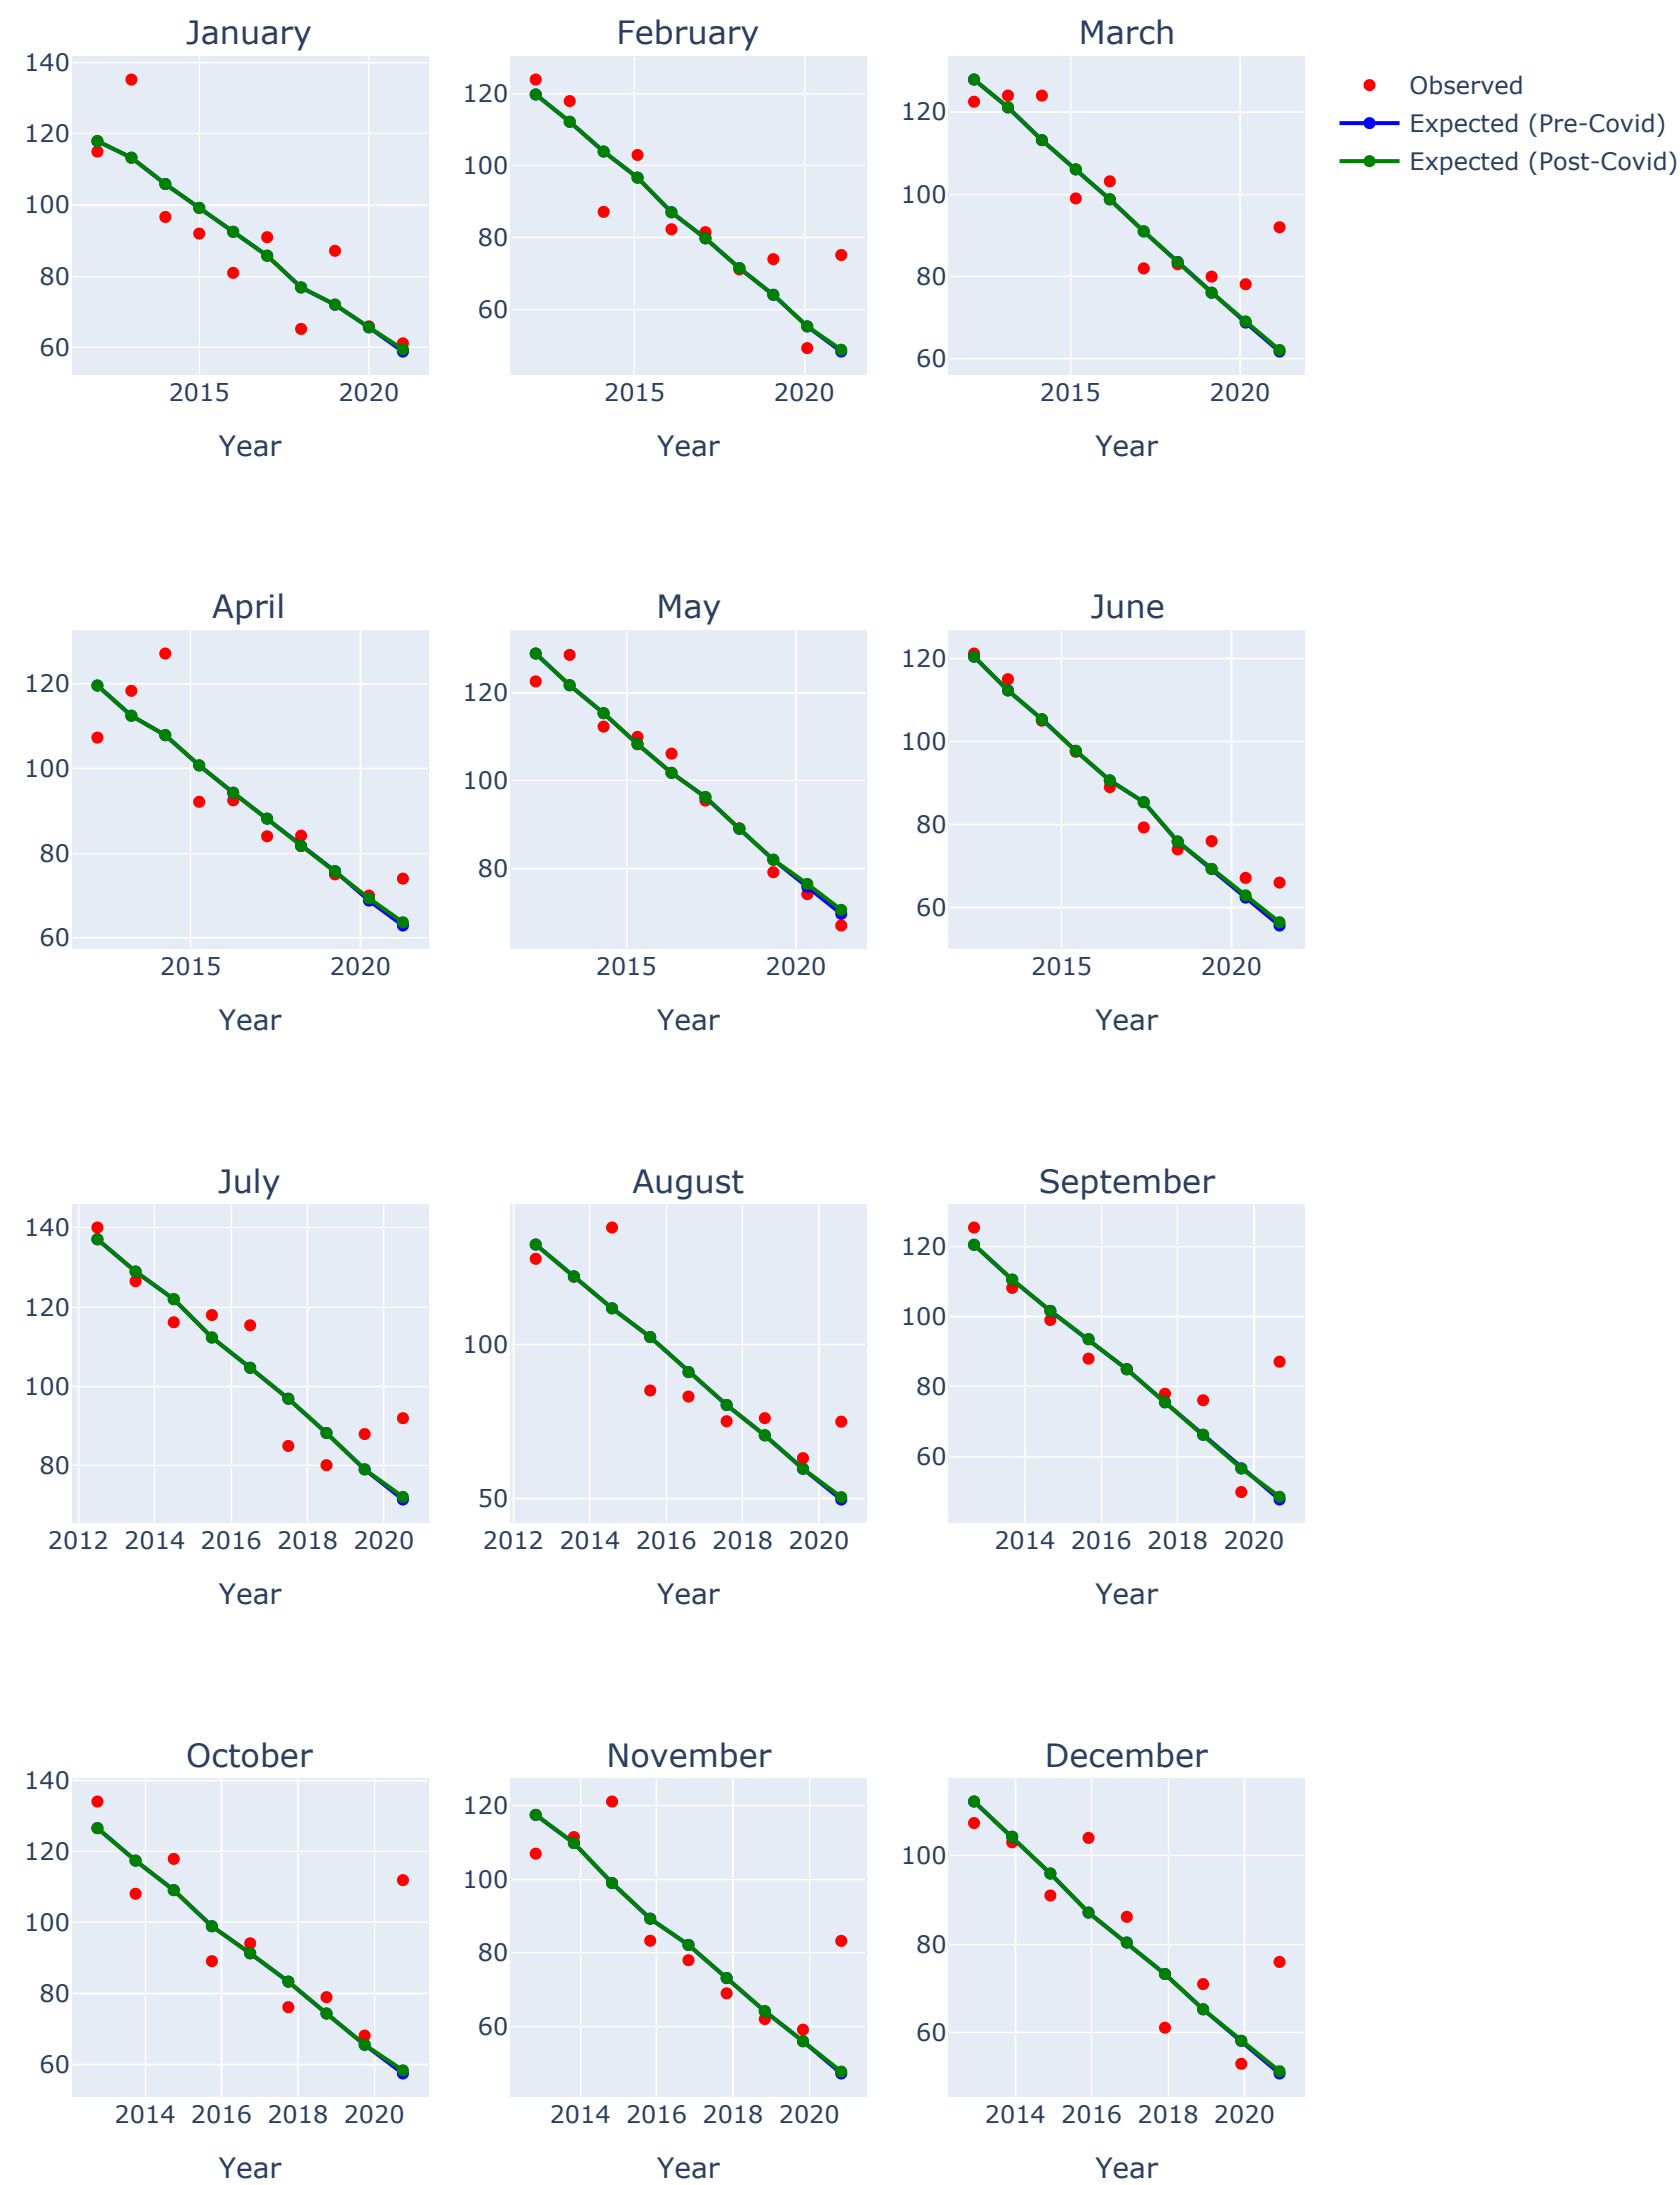 January February March
140
120
100
80
60
2015 2020
Year
120
100
80
60
2015 2020
Year
120
100
80
60
2015 2020
Year
Observed
Expected (Pre-Covid)
Expected (Post-Covid)
April May June
120
100
80
60
2015 2020
Year
120
100
80
2015 2020
Year
120
100
80
60
2015 2020
Year
July August September
140
120
100
80
2012 2014 2016 2018 2020
Year
100
50
2012 2014 2016 2018 2020
Year
120
100
80
60
2014 2016 2018 2020
Year
October November December
140
120
100
80
60
2014 2016 2018 2020
Year
120
100
80
60
2014 2016 2018 2020
Year
100
80
60
2014 2016 2018 2020
Year